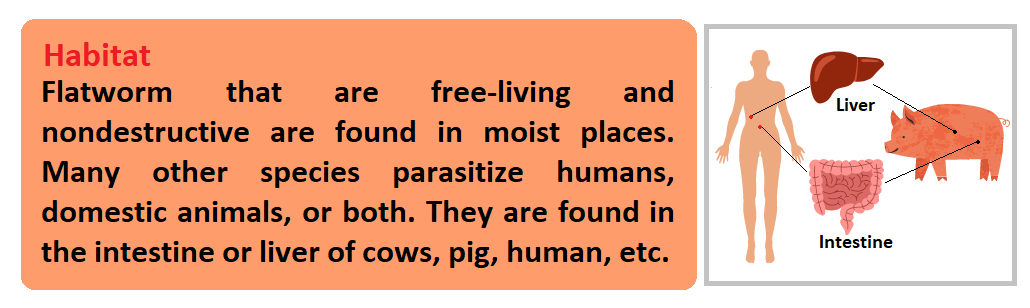 Habitat
Flatworm that are free-living and
nondestructive are found in moist places.
Many other species parasitize humans,
domestic animals, or both. They are found in
the intestine or liver of cows, pig, human, etc.
Liver
Intestine